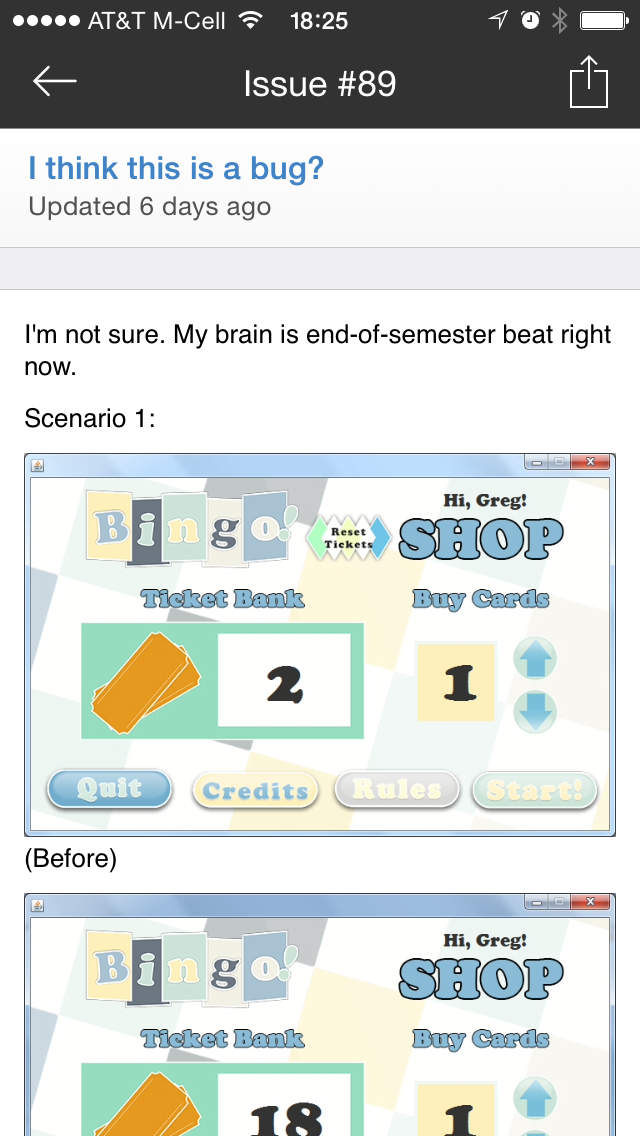 AT&T M-Cell 18:25
Issue #89
I think this is a bug?
Updated 6 days ago
I'm not sure. My brain is end-of-semester beat right
now.
Scenario 1:
Bingo!
Reset
Tickets
Hi, Greg!
SHOP
Ticket Bank
Buy Cards
2
1
Quit
Credits
Rules
Start!
(Before)
Bingo!
Hi, Greg!
SHOP
Ticket Bank
Buy Cards
18
1